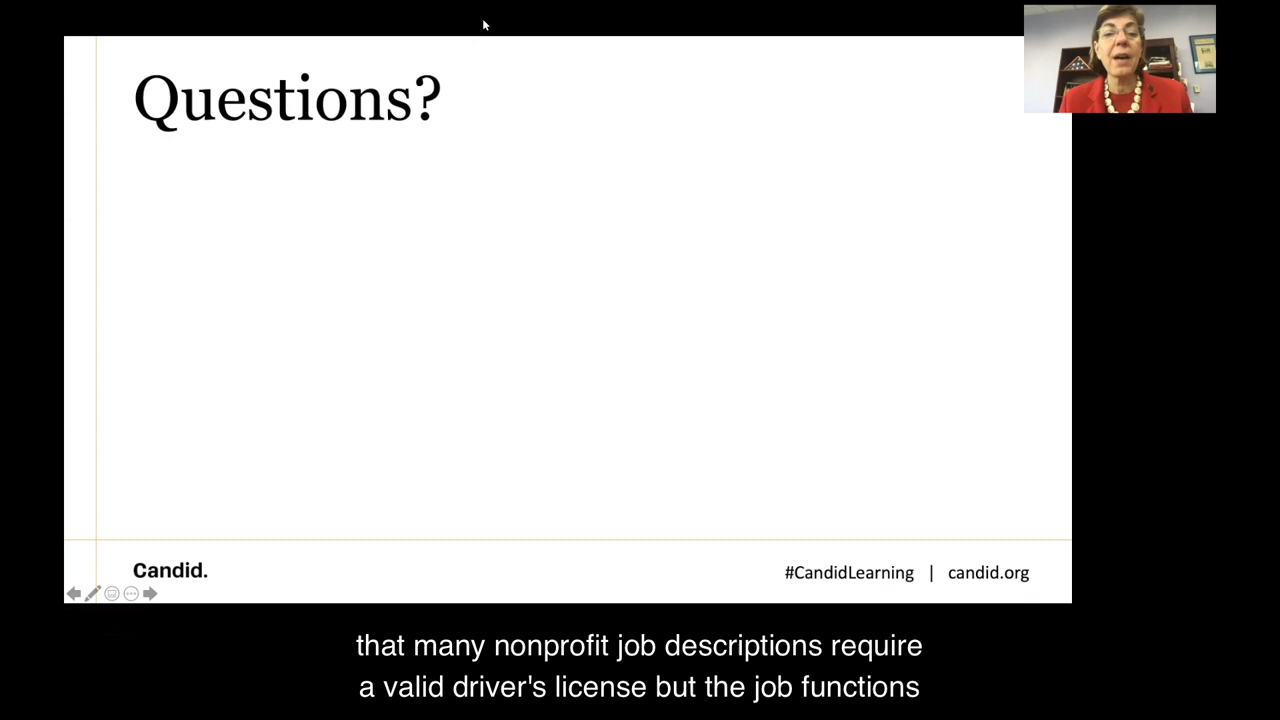 Questions?
Candid.
#CandidLearning | candid.org
that many nonprofit job descriptions require
a valid driver's license but the job functions